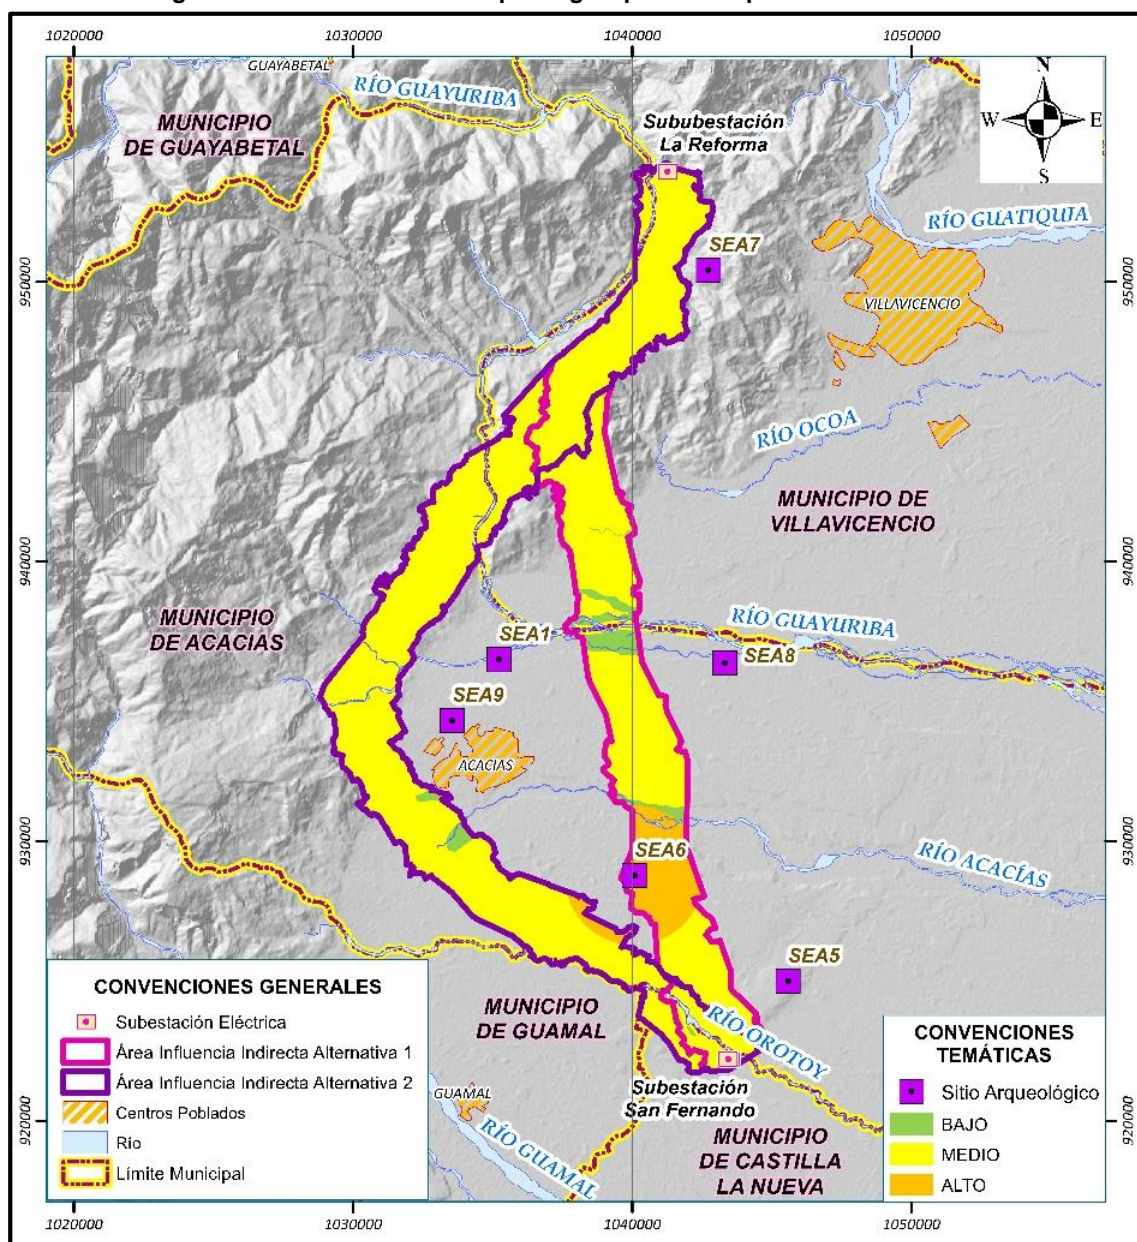 1020000
1030000
1040000
1050000
GUAYABETAL
RÍO GUAYURIBA
N
W
E
S
MUNICIPIO
DE GUAYABETAL
Sububestación
La Reforma
RÍO GUATIQUIA
SEA7
950000
950000
VILLAVICENCIO
RÍO OCOA
MUNICIPIO DE
VILLAVICENCIO
940000
940000
MUNICIPIO
DE ACACIAS
RÍO GUAYURIBA
SEA1
SEA8
SEA9
ACACIAS
930000
930000
SEA6
RÍO ACACÍAS
SEA5
MUNICIPIO
DE GUAMAL
RÍO OROTOY
GUAMAL
RÍO GUAMAL
Subestación
San Fernando
MUNICIPIO
DE CASTILLA
LA NUEVA
920000
920000
CONVENCIONES GENERALES
Subestación Eléctrica
Área Influencia Indirecta Alternativa 1
Área Influencia Indirecta Alternativa 2
Centros Poblados
Río
Límite Municipal
CONVENCIONES
TEMÁTICAS
Sitio Arqueológico
BAJO
MEDIO
ALTO
1020000
1030000
1040000
1050000